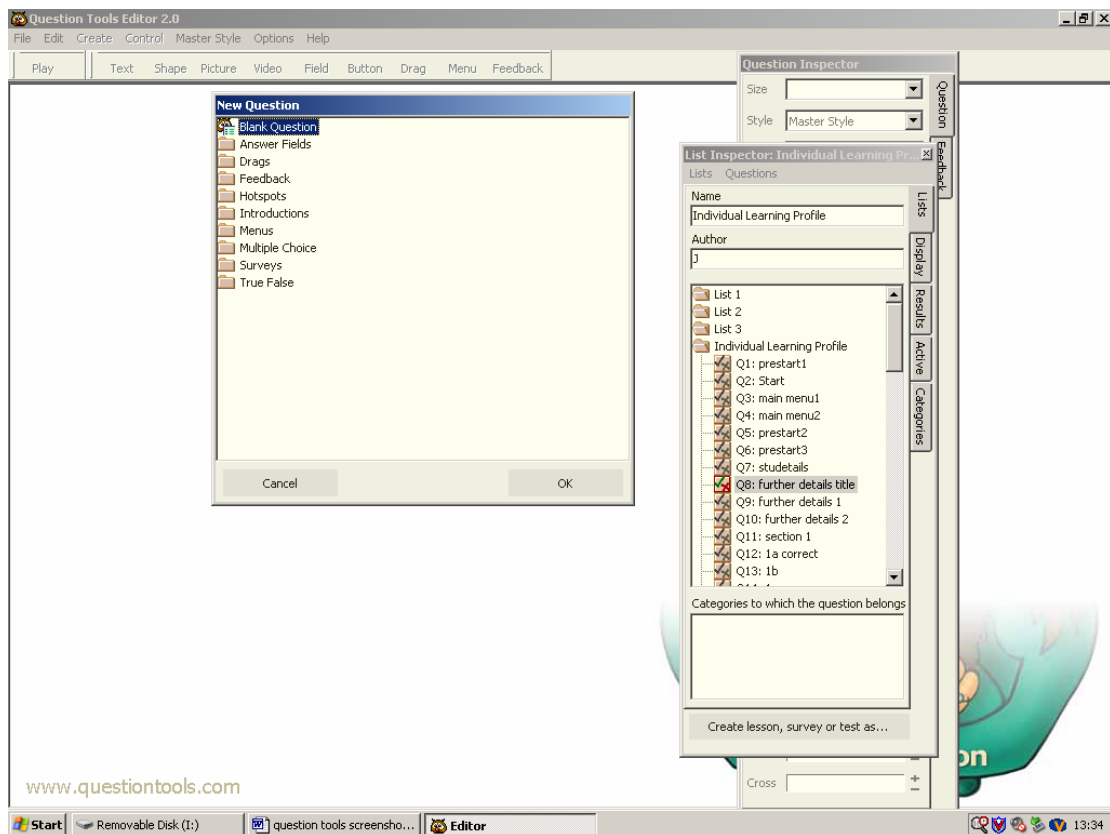 Question Tools Editor 2.0
File Edit Create Control Master Style Options Help
Play Text Shape Picture Video Field Button Drag Menu Feedback
New Question
Blank Question
Answer Fields
Drags
Feedback
Hotspots
Introductions
Menus
Multiple Choice
Surveys
True False
Cancel OK
Question Inspector
Size
Style Master Style
Question
Feedback
List Inspector: Individual Learning Pr...
Lists Questions
Name
Individual Learning Profile
Author
J
List 1
List 2
List 3
Individual Learning Profile
Q1: prestart1
Q2: Start
Q3: main menu1
Q4: main menu2
Q5: prestart2
Q6: prestart3
Q7: studetails
Q8: further details title
Q9: further details 1
Q10: further details 2
Q11: section 1
Q12: 1a correct
Q13: 1b
Categories to which the question belongs
Create lesson, survey or test as...
Lists
Display
Results
Active
Categories
Cross
on
www.questiontools.com
Start Removable Disk (I:) question tools screensho... Editor 13:34